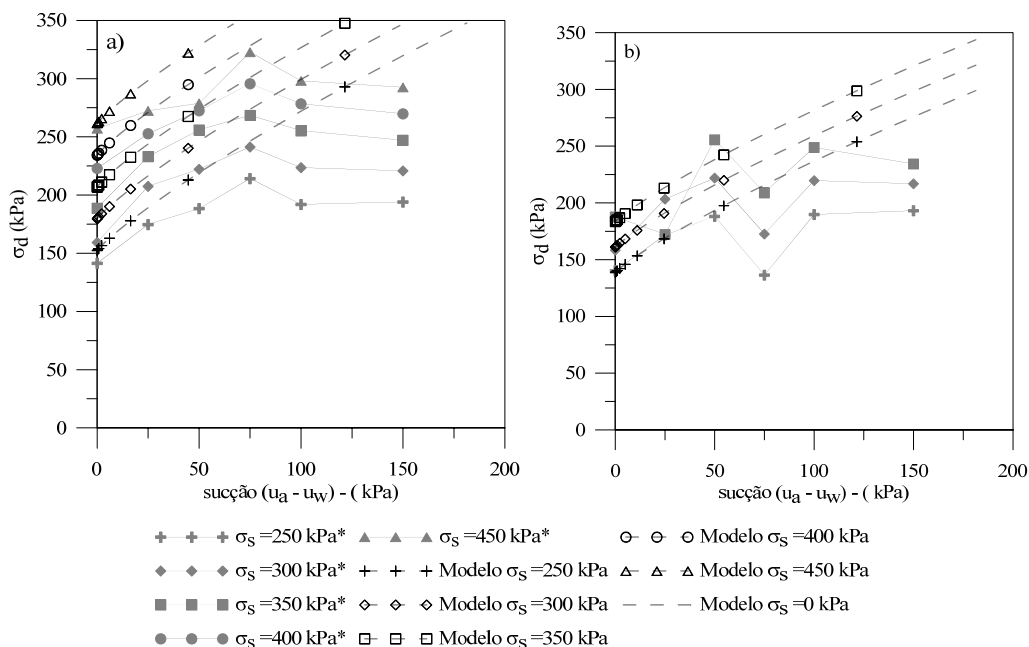 a)
350
300
250
200
150
100
50
0
σd (kPa)
0 50 100 150 200
sucção (ua - uw) - ( kPa)
b)
350
300
250
200
150
100
50
0
σd (kPa)
0 50 100 150 200
sucção (ua - uw) - ( kPa)
σS =250 kPa* σS =450 kPa* Modelo σS =400 kPa
σS =300 kPa* Modelo σS =250 kPa Modelo σS =450 kPa
σS =350 kPa* Modelo σS =300 kPa Modelo σS =0 kPa
σS =400 kPa* Modelo σS =350 kPa